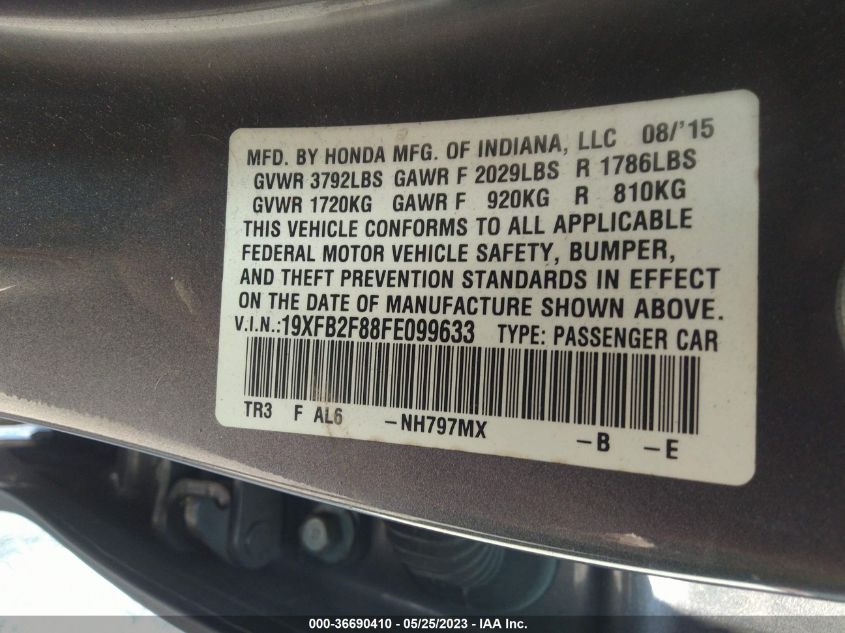 MFD. BY HONDA MFG. OF INDIANA, LLC 08/'15
GVWR 3792LBS GAWR F 2029LBS R 1786LBS
GVWR 1720KG GAWR F 920KG R 810KG
THIS VEHICLE CONFORMS TO ALL APPLICABLE
FEDERAL MOTOR VEHICLE SAFETY, BUMPER,
AND THEFT PREVENTION STANDARDS IN EFFECT
ON THE DATE OF MANUFACTURE SHOWN ABOVE.
V.I.N.:19XFB2F88FE099633 TYPE: PASSENGER CAR
TR3 F AL6 -NH797MX -B -E
000-36690410 - 05/25/2023 - IAA Inc.